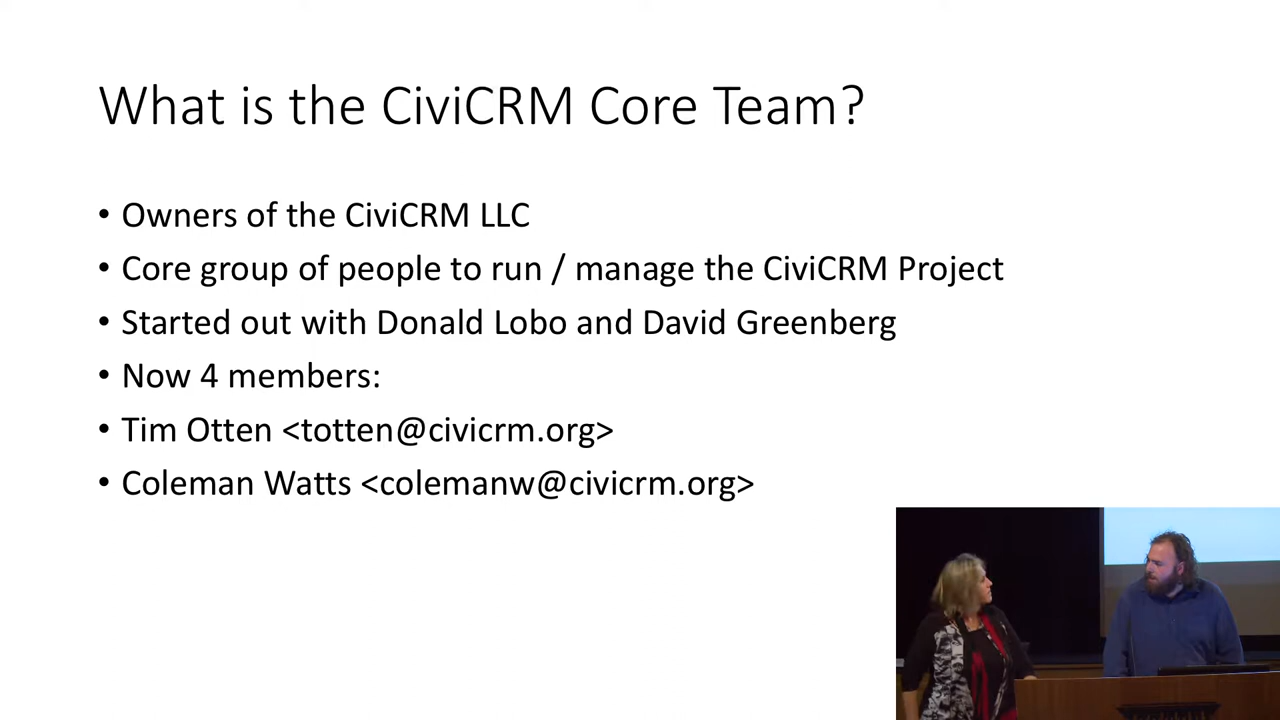 What is the CiviCRM Core Team?
• Owners of the CiviCRM LLC
• Core group of people to run / manage the CiviCRM Project
• Started out with Donald Lobo and David Greenberg
• Now 4 members:
• Tim Otten <totten@civicrm.org>
• Coleman Watts <colemanw@civicrm.org>